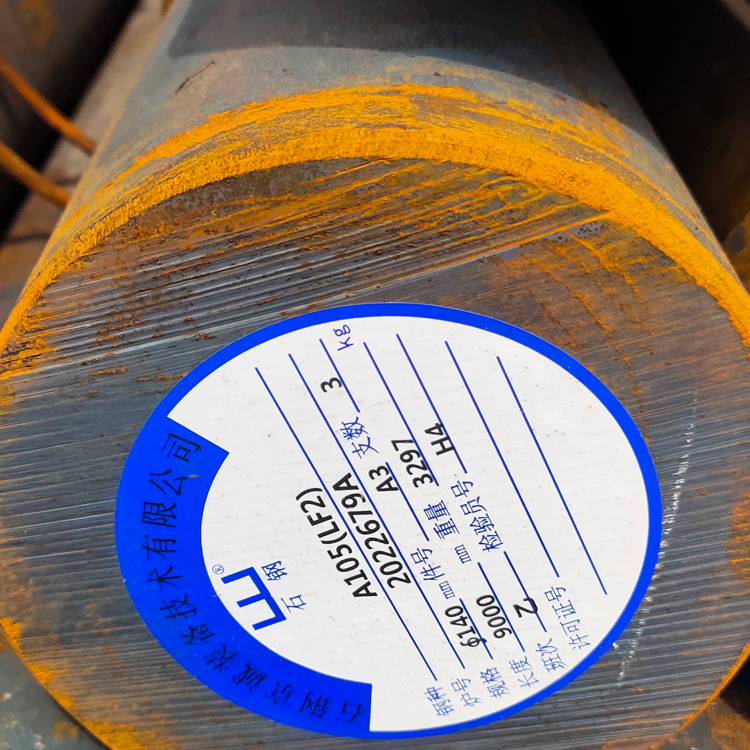 石钢京诚装备技术有限公司
®
石钢
钢种 A105(LF2)
炉号 2022679A
规格 ϕ140 mm 件号 A3 支数 3
长度 9000 mm 重量 3297 kg
班次 乙 检验员号 H4
许可证号